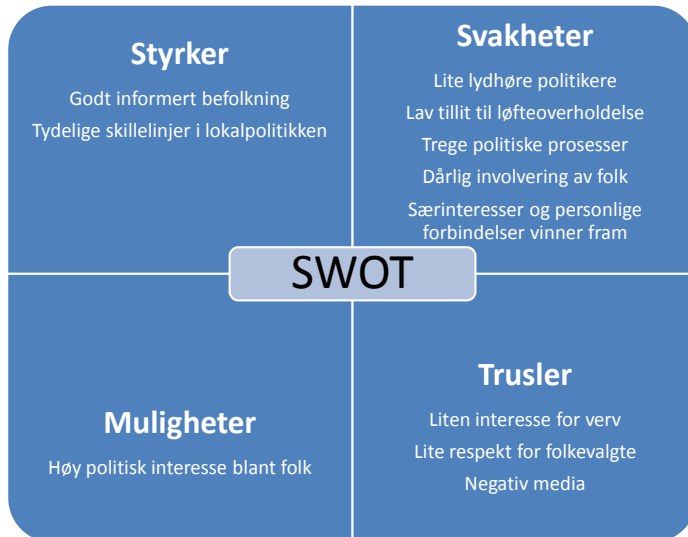 Styrker
Godt informert befolkning
Tydelige skillelinjer i lokalpolitikken
Svakheter
Lite lydhøre politikere
Lav tillit til løfteoverholdelse
Trege politiske prosesser
Dårlig involvering av folk
Særinteresser og personlige
forbindelser vinner fram
SWOT
Muligheter
Høy politisk interesse blant folk
Trusler
Liten interesse for verv
Lite respekt for folkevalgte
Negativ media